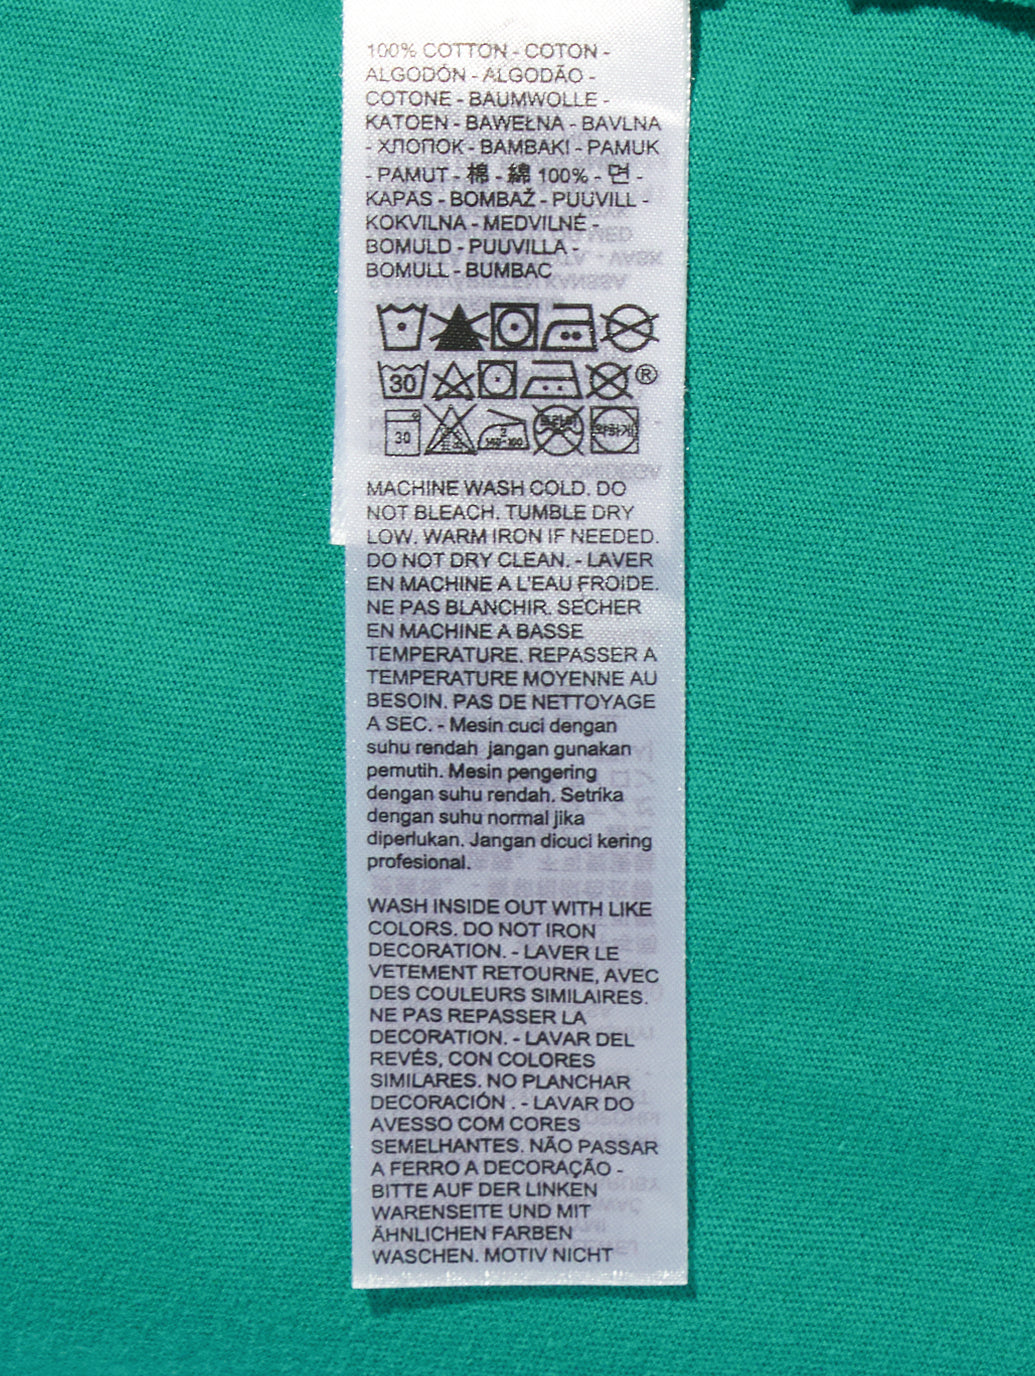 100% COTTON - COTON -
ALGODÓN - ALGODÃO -
COTONE - BAUMWOLLE -
KATOEN - BAWEŁNA - BAVLNA
- ХЛОПОК - BAMBAKI - PAMUK
- PAMUT - 棉 - 綿 100% - 면 -
KAPAS - BOMBAŽ - PUUVILL -
KOKVILNA - MEDVILNĖ -
BOMULD - PUUVILLA -
BOMULL - BUMBAC
30 ®
30 2 140-160
MACHINE WASH COLD. DO
NOT BLEACH. TUMBLE DRY
LOW. WARM IRON IF NEEDED.
DO NOT DRY CLEAN. - LAVER
EN MACHINE A L'EAU FROIDE.
NE PAS BLANCHIR. SECHER
EN MACHINE A BASSE
TEMPERATURE. REPASSER A
TEMPERATURE MOYENNE AU
BESOIN. PAS DE NETTOYAGE
A SEC. - Mesin cuci dengan
suhu rendah jangan gunakan
pemutih. Mesin pengering
dengan suhu rendah. Setrika
dengan suhu normal jika
diperlukan. Jangan dicuci kering
profesional.
WASH INSIDE OUT WITH LIKE
COLORS. DO NOT IRON
DECORATION. - LAVER LE
VETEMENT RETOURNE, AVEC
DES COULEURS SIMILAIRES.
NE PAS REPASSER LA
DECORATION. - LAVAR DEL
REVÉS, CON COLORES
SIMILARES. NO PLANCHAR
DECORACIÓN . - LAVAR DO
AVESSO COM CORES
SEMELHANTES. NÃO PASSAR
A FERRO A DECORAÇÃO -
BITTE AUF DER LINKEN
WARENSEITE UND MIT
ÄHNLICHEN FARBEN
WASCHEN. MOTIV NICHT